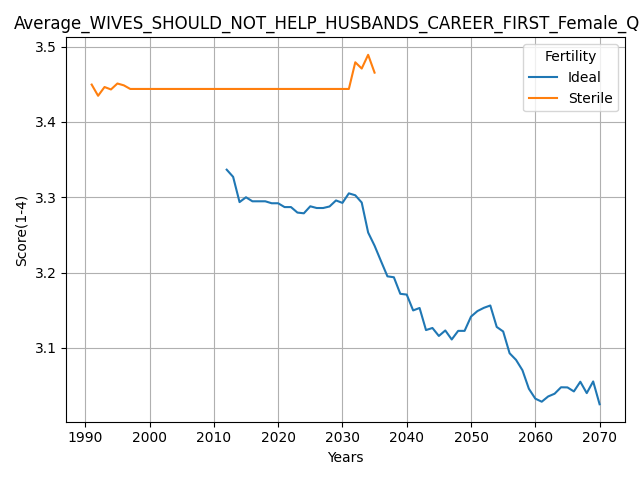 Average_WIVES_SHOULD_NOT_HELP_HUSBANDS_CAREER_FIRST_Female_Q
Fertility
Ideal
Sterile
3.5
3.4
3.3
3.2
3.1
Score(1-4)
1990 2000 2010 2020 2030 2040 2050 2060 2070
Years